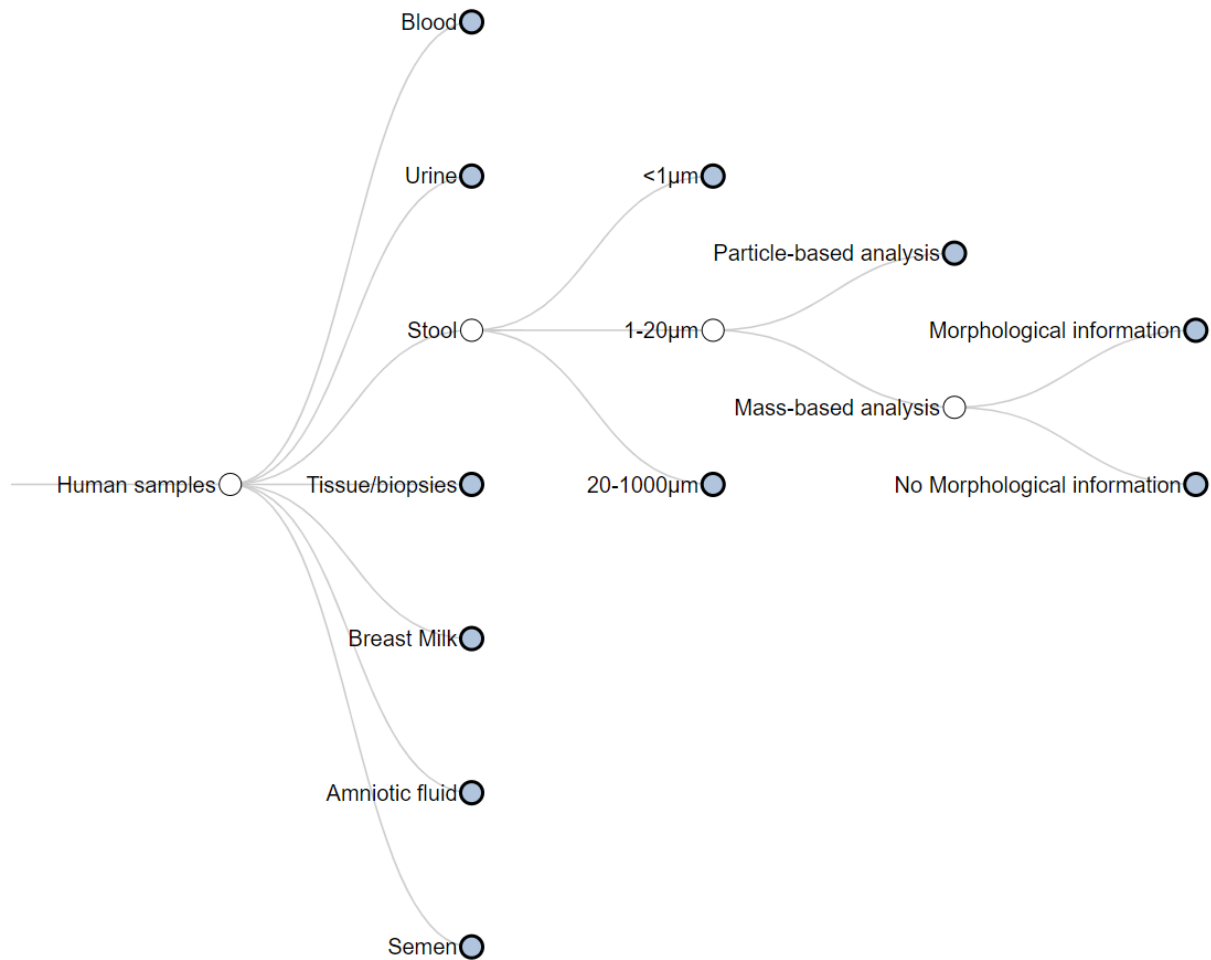 Blood
Urine
<1µm
Particle-based analysis
Stool
1-20µm
Morphological information
Mass-based analysis
Human samples
Tissue/biopsies
20-1000µm
No Morphological information
Breast Milk
Amniotic fluid
Semen